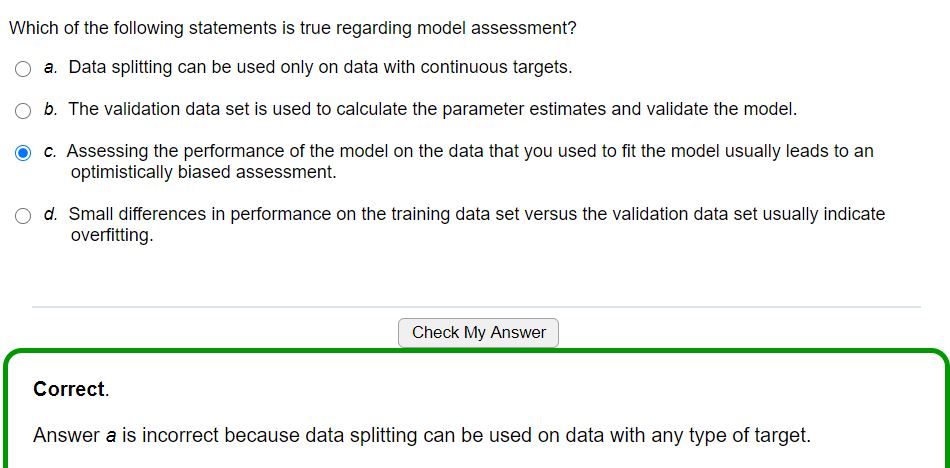 Which of the following statements is true regarding model assessment?
a. Data splitting can be used only on data with continuous targets.
b. The validation data set is used to calculate the parameter estimates and validate the model.
c. Assessing the performance of the model on the data that you used to fit the model usually leads to an
optimistically biased assessment.
d. Small differences in performance on the training data set versus the validation data set usually indicate
overfitting.
Check My Answer
Correct.
Answer a is incorrect because data splitting can be used on data with any type of target.